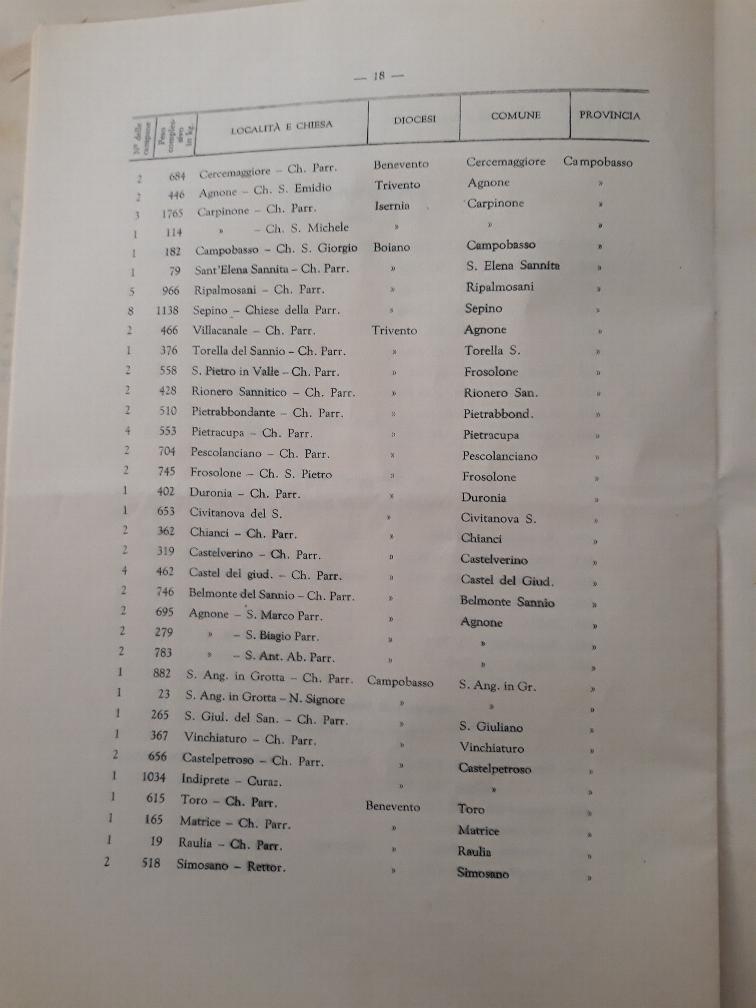 — 18 —
Nº delle campane | Peso complessivo in kg. | LOCALITÀ E CHIESA | DIOCESI | COMUNE | PROVINCIA
2 684 Cercemaggiore – Ch. Parr. Benevento Cercemaggiore Campobasso
2 446 Agnone – Ch. S. Emidio Trivento Agnone »
3 1765 Carpinone – Ch. Parr. Isernia Carpinone »
1 114 » – Ch. S. Michele » » »
1 182 Campobasso – Ch. S. Giorgio Boiano Campobasso »
1 79 Sant'Elena Sannita – Ch. Parr. » S. Elena Sannita »
5 966 Ripalmosani – Ch. Parr. » Ripalmosani »
8 1138 Sepino – Chiese della Parr. » Sepino »
2 466 Villacanale – Ch. Parr. Trivento Agnone »
1 376 Torella del Sannio – Ch. Parr. » Torella S. »
2 558 S. Pietro in Valle – Ch. Parr. » Frosolone »
2 428 Rionero Sannitico – Ch. Parr. » Rionero San. »
2 510 Pietrabbondante – Ch. Parr. » Pietrabbond. »
4 553 Pietracupa – Ch. Parr. » Pietracupa »
2 704 Pescolanciano – Ch. Parr. » Pescolanciano »
2 745 Frosolone – Ch. S. Pietro » Frosolone »
1 402 Duronia – Ch. Parr. » Duronia »
1 653 Civitanova del S. » Civitanova S. »
2 362 Chianci – Ch. Parr. » Chianci »
2 319 Castelverino – Ch. Parr. » Castelverino »
4 462 Castel del giud. – Ch. Parr. » Castel del Giud. »
2 746 Belmonte del Sannio – Ch. Parr. » Belmonte Sannio »
2 695 Agnone – S. Marco Parr. » Agnone »
2 279 » – S. Biagio Parr. » » »
2 783 » – S. Ant. Ab. Parr. » » »
1 882 S. Ang. in Grotta – Ch. Parr. Campobasso S. Ang. in Gr. »
1 23 S. Ang. in Grotta – N. Signore » » »
1 265 S. Giul. del San. – Ch. Parr. » S. Giuliano »
1 367 Vinchiaturo – Ch. Parr. » Vinchiaturo »
2 656 Castelpetroso – Ch. Parr. » Castelpetroso »
1 1034 Indiprete – Curaz. » » »
1 615 Toro – Ch. Parr. Benevento Toro »
1 165 Matrice – Ch. Parr. » Matrice »
1 19 Raulia – Ch. Parr. » Raulia »
2 518 Simosano – Rettor. » Simosano »